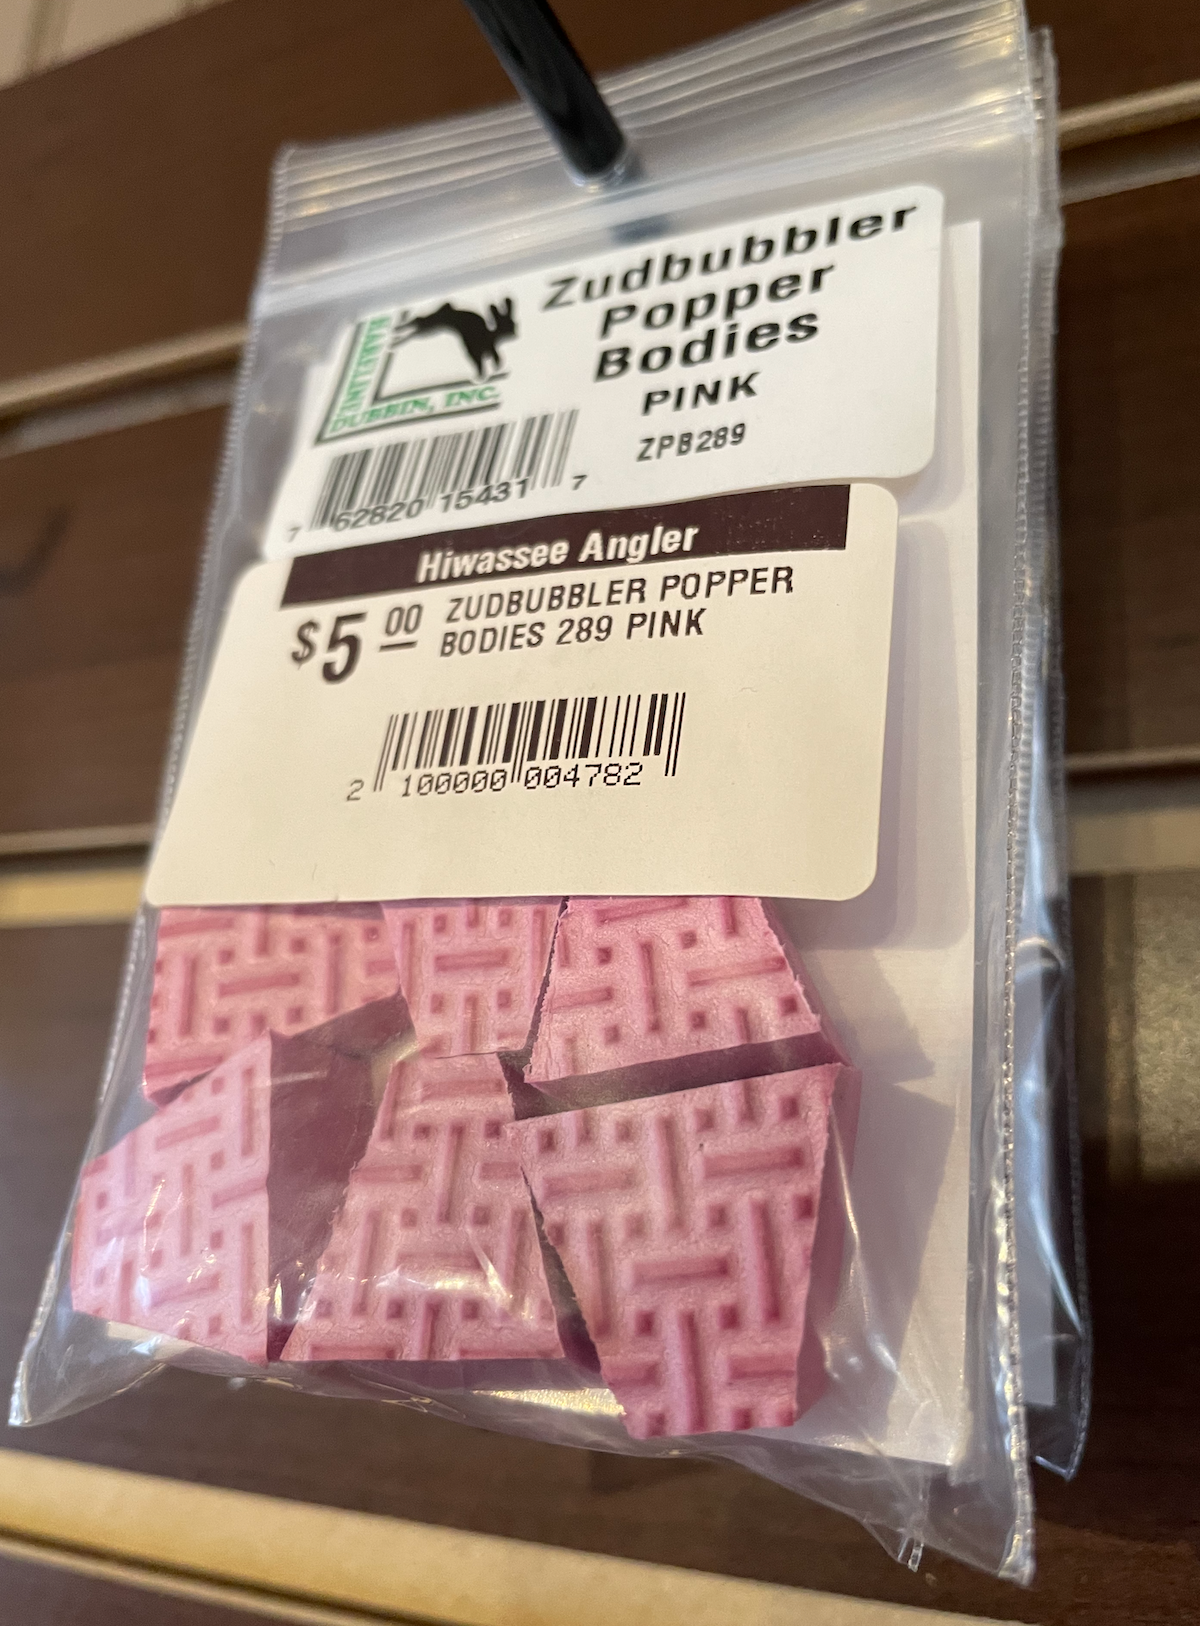 Zudbubbler
Popper
Bodies
PINK
ZPB289
HARELINE
DUBBIN, INC.
7 62820 15431 7
Hiwassee Angler
$5 00 ZUDBUBBLER POPPER
BODIES 289 PINK
2 100000 004782